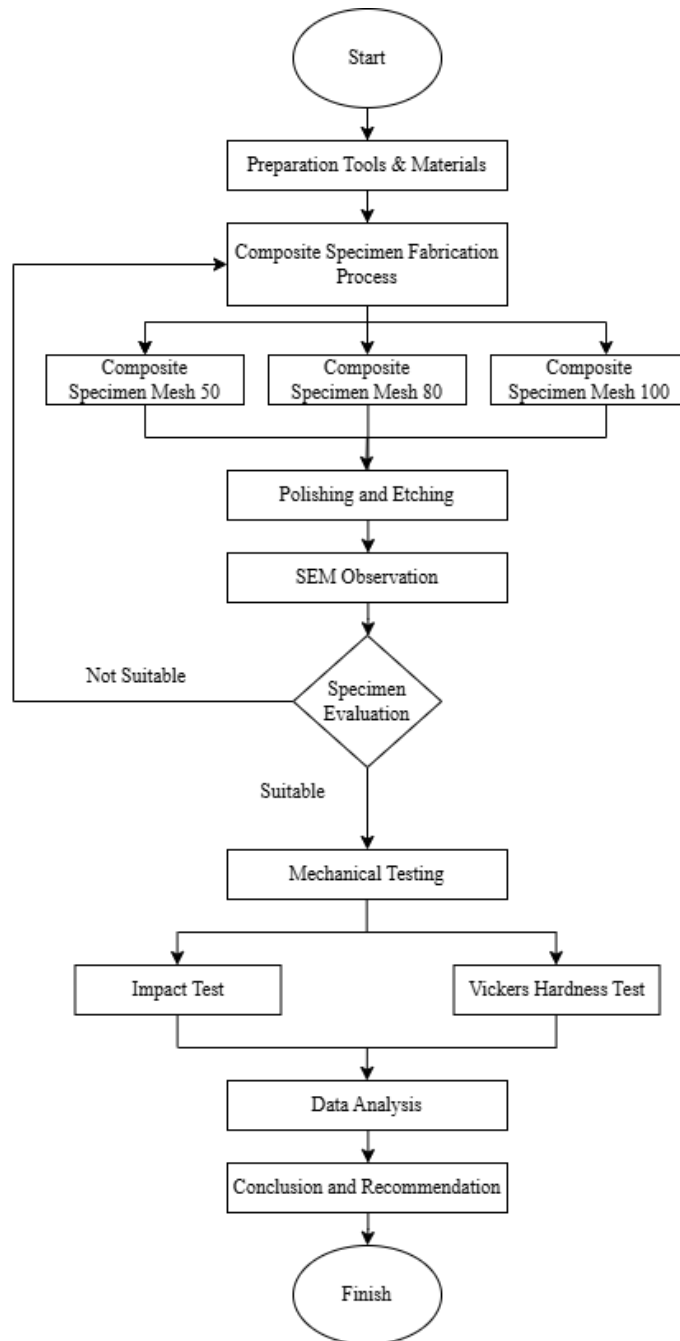 Start
Preparation Tools & Materials
Composite Specimen Fabrication
Process
Composite
Specimen Mesh 50
Composite
Specimen Mesh 80
Composite
Specimen Mesh 100
Polishing and Etching
SEM Observation
Not Suitable
Specimen
Evaluation
Suitable
Mechanical Testing
Impact Test
Vickers Hardness Test
Data Analysis
Conclusion and Recommendation
Finish